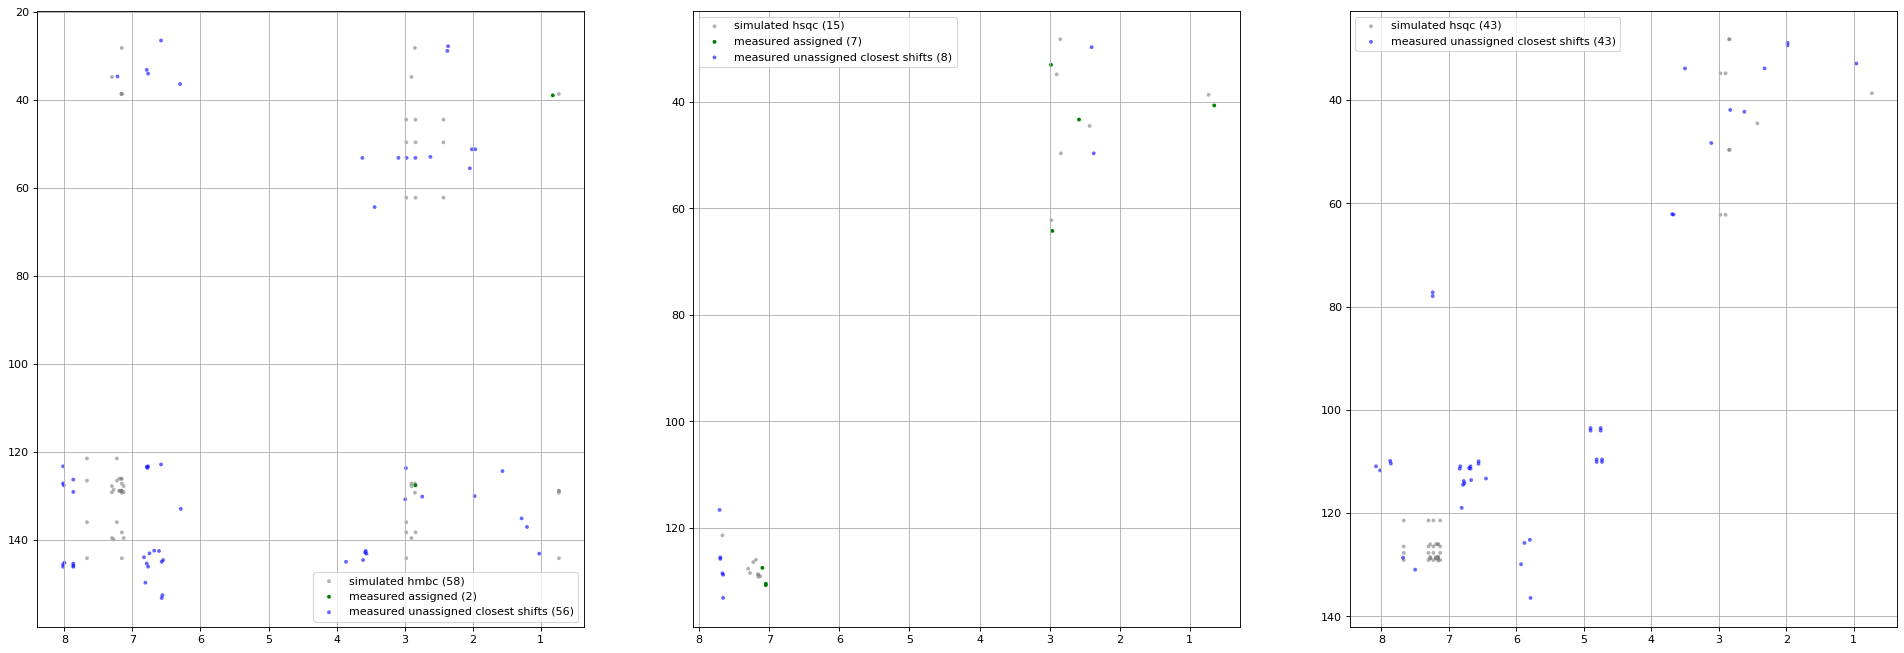 20
40
60
80
100
120
140
8 7 6 5 4 3 2 1
simulated hmbc (58)
measured assigned (2)
measured unassigned closest shifts (56)
40
60
80
100
120
8 7 6 5 4 3 2 1
simulated hsqc (15)
measured assigned (7)
measured unassigned closest shifts (8)
40
60
80
100
120
140
8 7 6 5 4 3 2 1
simulated hsqc (43)
measured unassigned closest shifts (43)